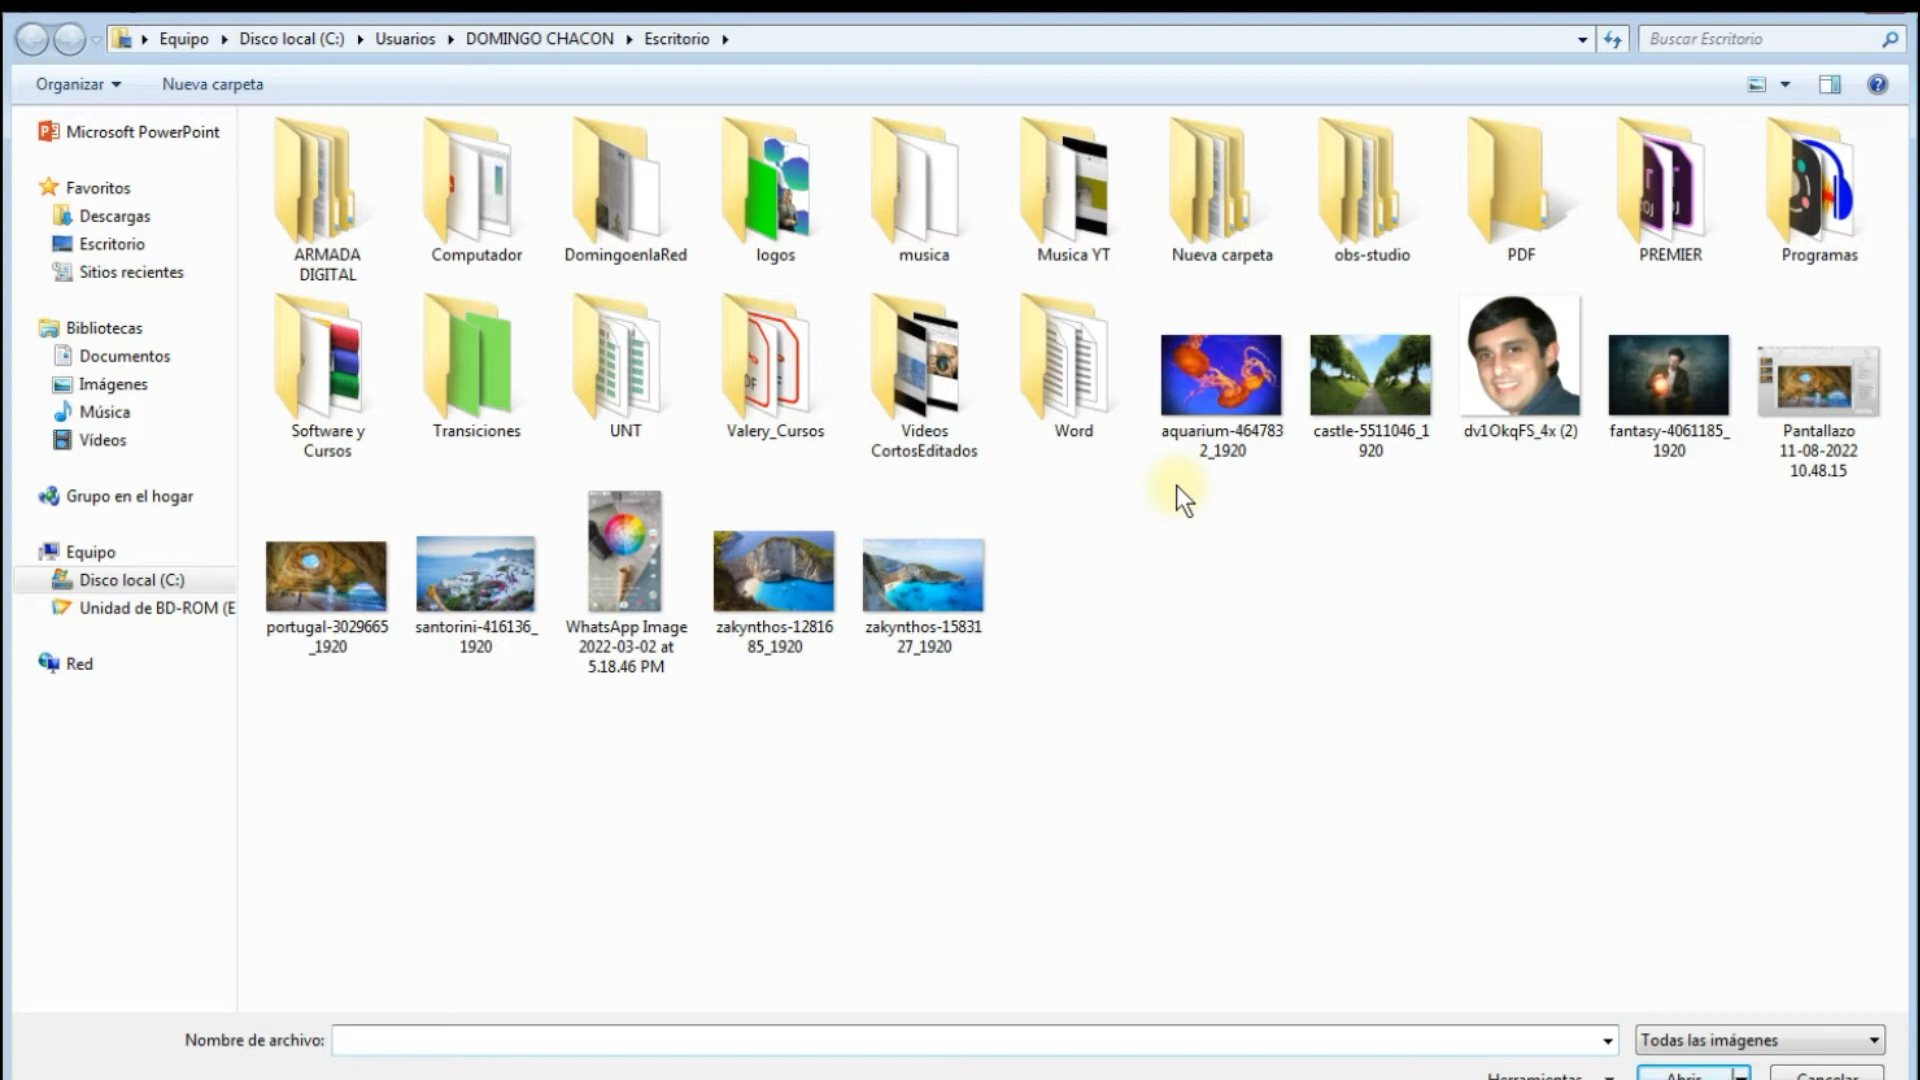 Equipo
Disco local (C:)
Usuarios
DOMINGO CHACON
Escritorio
Buscar Escritorio
Organizar
Nueva carpeta
Microsoft PowerPoint
Favoritos
Descargas
Escritorio
Sitios recientes
Bibliotecas
Documentos
Imágenes
Música
Vídeos
Grupo en el hogar
Equipo
Disco local (C:)
Unidad de BD-ROM (E
Red
ARMADA
DIGITAL
Computador
DomingoenlaRed
logos
musica
Musica YT
Nueva carpeta
obs-studio
PDF
PREMIER
Programas
Software y
Cursos
Transiciones
UNT
Valery_Cursos
Videos
CortosEditados
Word
aquarium-464783
2_1920
castle-5511046_1
920
dv1OkqFS_4x (2)
fantasy-4061185_
1920
Pantallazo
11-08-2022
10.48.15
portugal-3029665
_1920
santorini-416136_
1920
WhatsApp Image
2022-03-02 at
5.18.46 PM
zakynthos-12816
85_1920
zakynthos-15831
27_1920
Nombre de archivo:
Todas las imágenes
Herramientas
Abrir
Cancelar